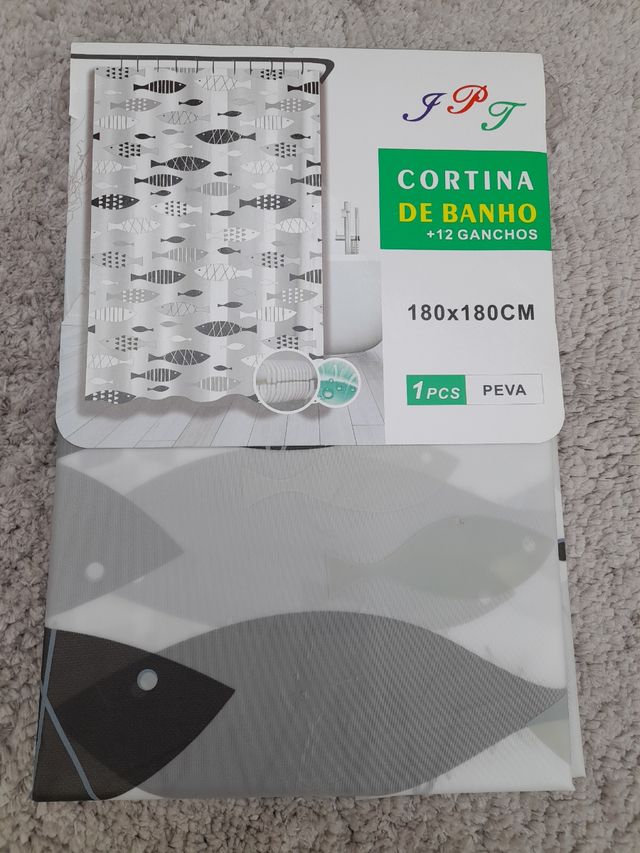 JPT
CORTINA
DE BANHO
+12 GANCHOS
180x180CM
1PCS PEVA